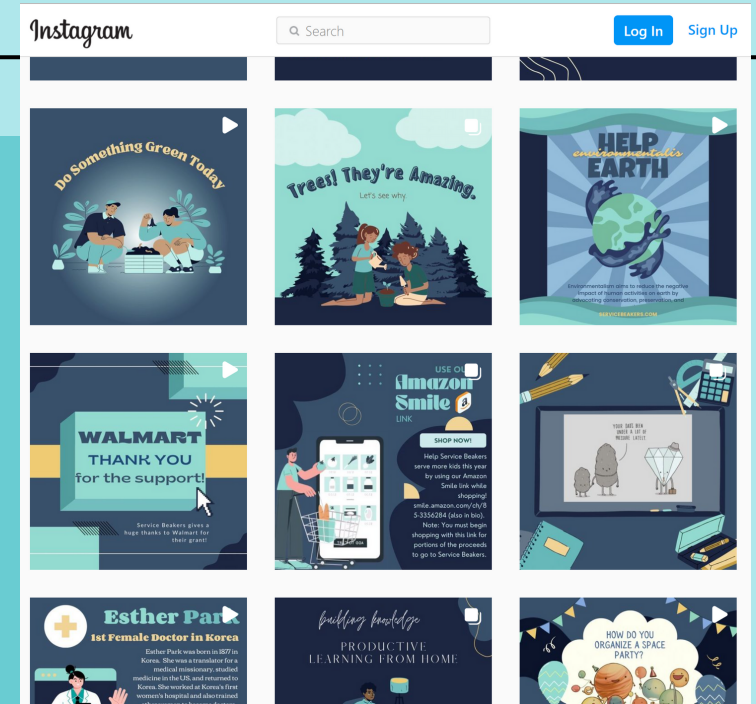 Instagram
Search
Log In
Sign Up
Do Something Green Today
Trees! They're Amazing.
Let's see why.
HELP
environmentalis
EARTH
Environmentalism aims to reduce the negative
impact of human activities on earth by
advocating conservation, preservation, and
SERVICEBEAKERS.COM
WALMART
THANK YOU
for the support!
Service Beakers gives a
huge thanks to Walmart for
their grant!
USE OU
Amazon
Smile a
LINK
SHOP NOW!
Help Service Beakers
serve more kids this year
by using our Amazon
Smile link while
shopping!
smile.amazon.com/ch/8
5-3356284 (also in bio).
Note: You must begin
shopping with this link for
portions of the proceeds
to go to Service Beakers.
YOUR DAD'S BEEN
UNDER A LOT OF
PRESSURE LATELY.
Esther Park
1st Female Doctor in Korea
Esther Park was born in 1877 in
Korea. She was a translator for a
medical missionary, studied
medicine in the US, and returned to
Korea. She worked at Korea's first
women's hospital and also trained
building knowledge
PRODUCTIVE
LEARNING FROM HOME
HOW DO YOU
ORGANIZE A SPACE
PARTY?